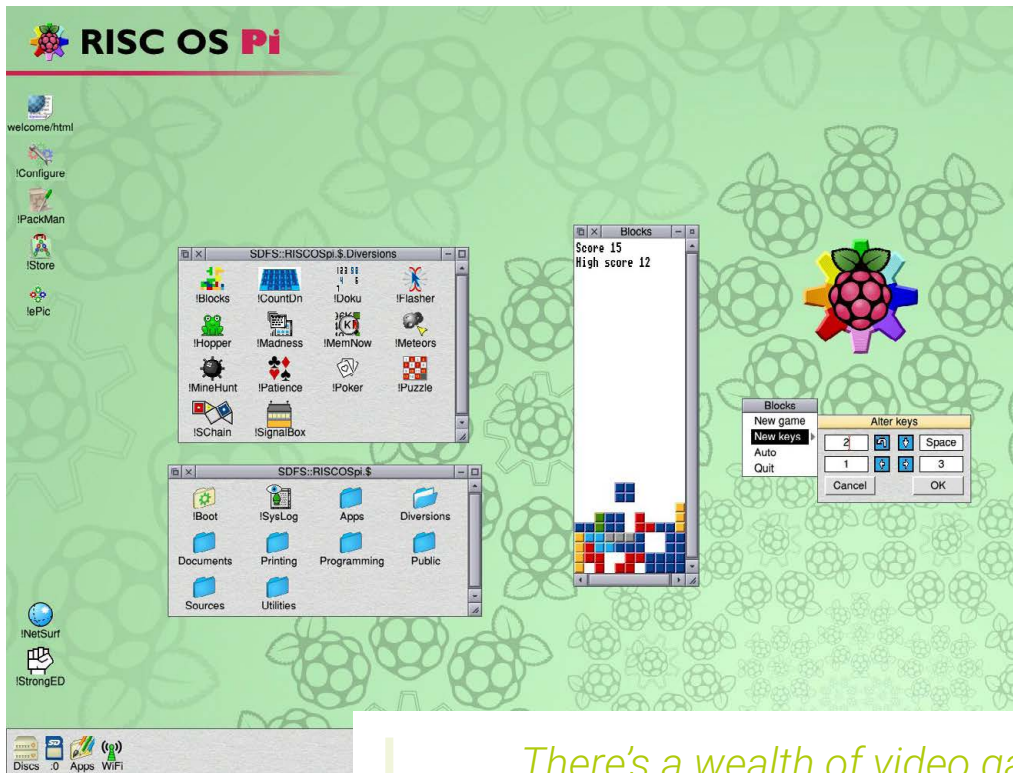 RISC OS Pi
welcome/html
!Configure
!PackMan
!Store
!ePic
SDFS::RISCOSpi.$.Diversions
!Blocks !CountDn !Doku !Flasher
!Hopper !Madness !MemNow !Meteors
!MineHunt !Patience !Poker !Puzzle
!SChain !SignalBox
SDFS::RISCOSpi.$
!Boot !SysLog Apps Diversions
Documents Printing Programming Public
Sources Utilities
Blocks
Score 15
High score 12
Blocks
New game
New keys
Auto
Quit
Alter keys
2 Space
1 3
Cancel OK
!NetSurf
!StrongED
Discs :0 Apps WiFi
There's a wealth of video ga